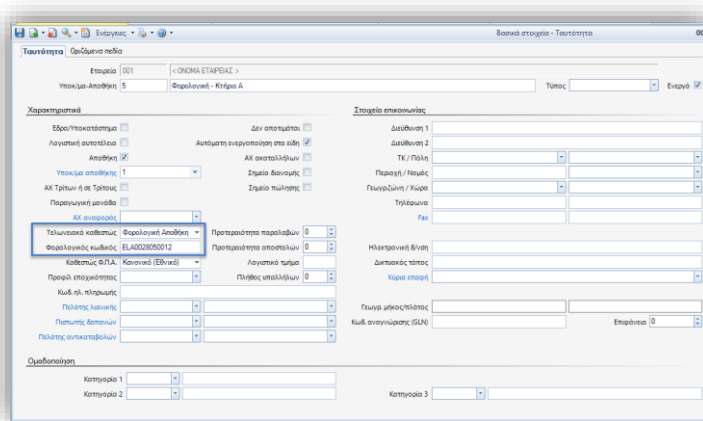 Ενέργειες
Βασικά στοιχεία - Ταυτότητα
00
Ταυτότητα Οριζόμενα πεδία
Εταιρεία 001 < ΟΝΟΜΑ ΕΤΑΙΡΕΙΑΣ >
Υποκ/μα-Αποθήκη 5 Φορολογική - Κτήριο Α Τύπος Ενεργό
Χαρακτηριστικά Στοιχεία επικοινωνίας
Έδρα/Υποκατάστημα Δεν αποτιμάται Διεύθυνση 1
Λογιστική αυτοτέλεια Αυτόματη ενεργοποίηση στα είδη Διεύθυνση 2
Αποθήκη ΑΧ ακαταλλήλων ΤΚ / Πόλη
Υποκ/μα αποθήκης 1 Σημείο διανομής Περιοχή / Νομός
ΑΧ Τρίτων ή σε Τρίτους Σημείο πώλησης Γεωγρ.ζώνη / Χώρα
Παραγωγική μονάδα Τηλέφωνα
ΑΧ αναφοράς Fax
Τελωνειακό καθεστώς Φορολογική Αποθήκη Προτεραιότητα παραλαβών 0
Φορολογικός κωδικός ELA0028050012 Προτεραιότητα αποστολών 0 Ηλεκτρονική δ/νση
Καθεστώς Φ.Π.Α. Κανονικό (Εθνικό) Λογιστικό τμήμα Δικτυακός τόπος
Προφίλ εποχικότητας Πλήθος υπαλλήλων 0 Κύρια επαφή
Κωδ. ηλ. πληρωμής
Πελάτης λιανικής Γεωγρ. μήκος/πλάτος
Πιστωτής δαπανών Κωδ. αναγνώρισης (GLN) Επιφάνεια 0
Πελάτης αντικαταβολών
Ομαδοποίηση
Κατηγορία 1
Κατηγορία 2 Κατηγορία 3